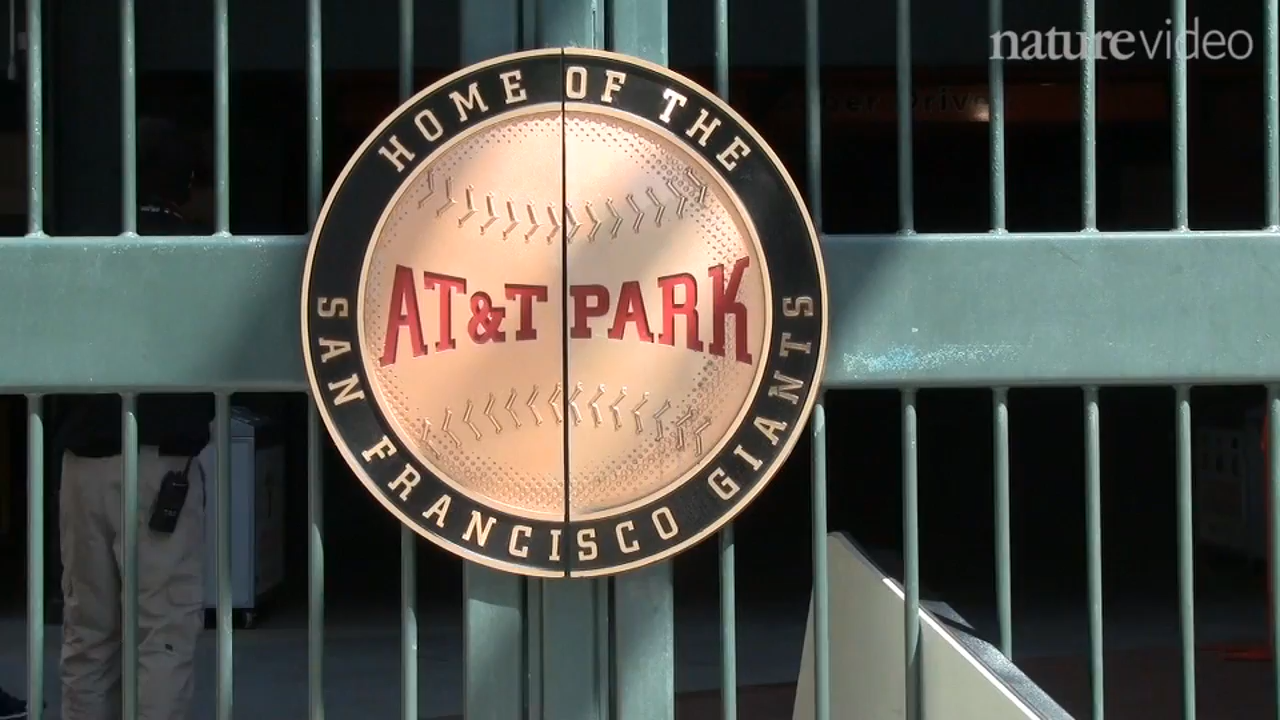 naturevideo
HOME OF THE
AT&T PARK
SAN FRANCISCO GIANTS